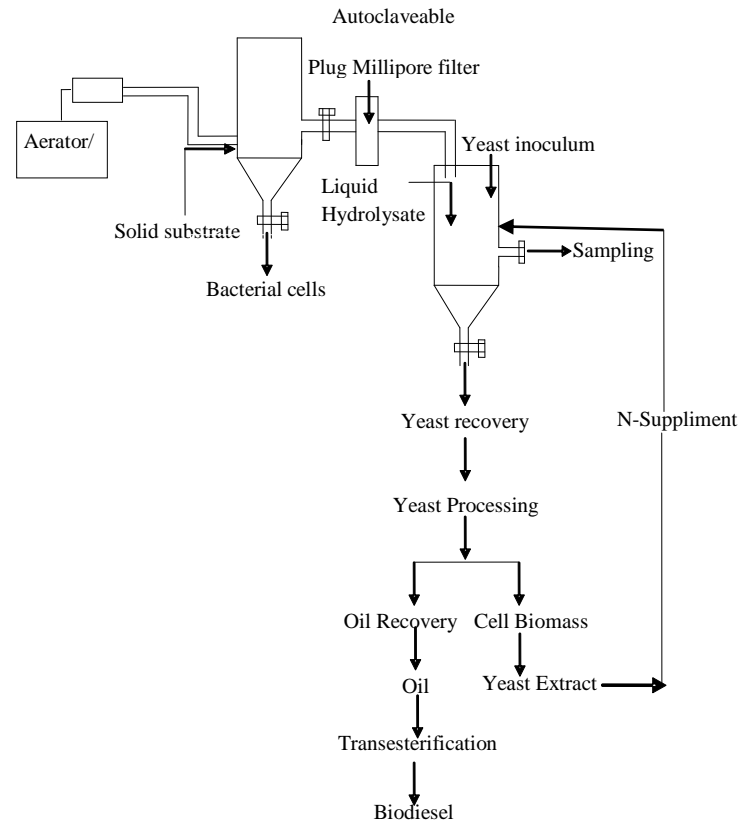 Autoclaveable
Plug Millipore filter
Aerator/
Yeast inoculum
Liquid
Hydrolysate
Solid substrate
Sampling
Bacterial cells
Yeast recovery
N-Suppliment
Yeast Processing
Oil Recovery
Cell Biomass
Oil
Yeast Extract
Transesterification
Biodiesel